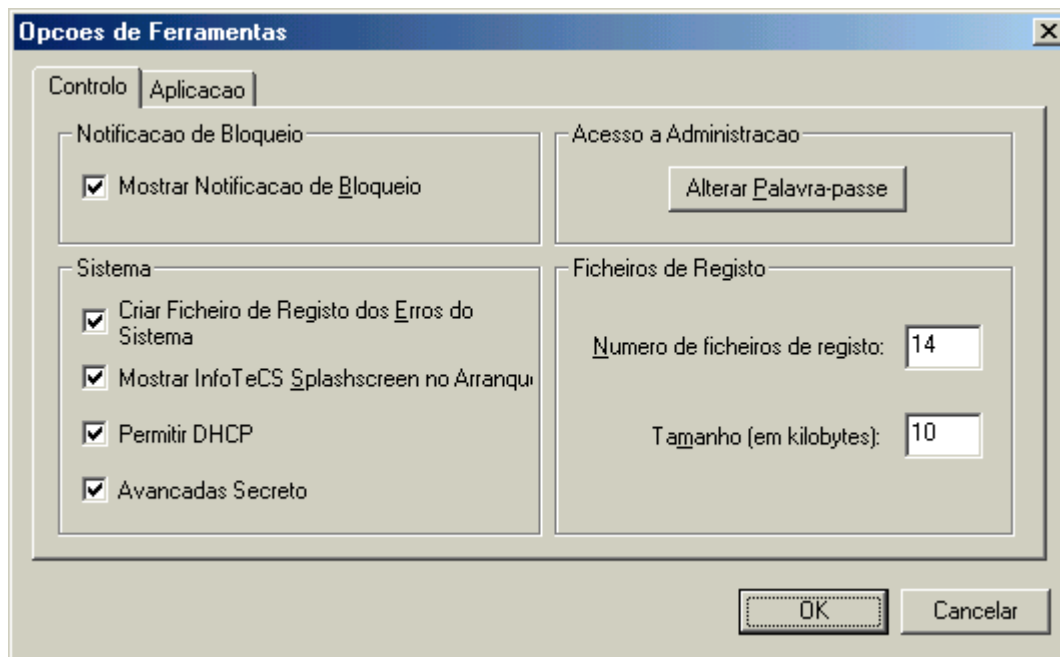 Opcoes de Ferramentas
Controlo
Aplicacao
Notificacao de Bloqueio
Mostrar Notificacao de Bloqueio
Acesso a Administracao
Alterar Palavra-passe
Sistema
Criar Ficheiro de Registo dos Erros do
Sistema
Mostrar InfoTeCS Splashscreen no Arranqu
Permitir DHCP
Avancadas Secreto
Ficheiros de Registo
Numero de ficheiros de registo: 14
Tamanho (em kilobytes): 10
OK
Cancelar